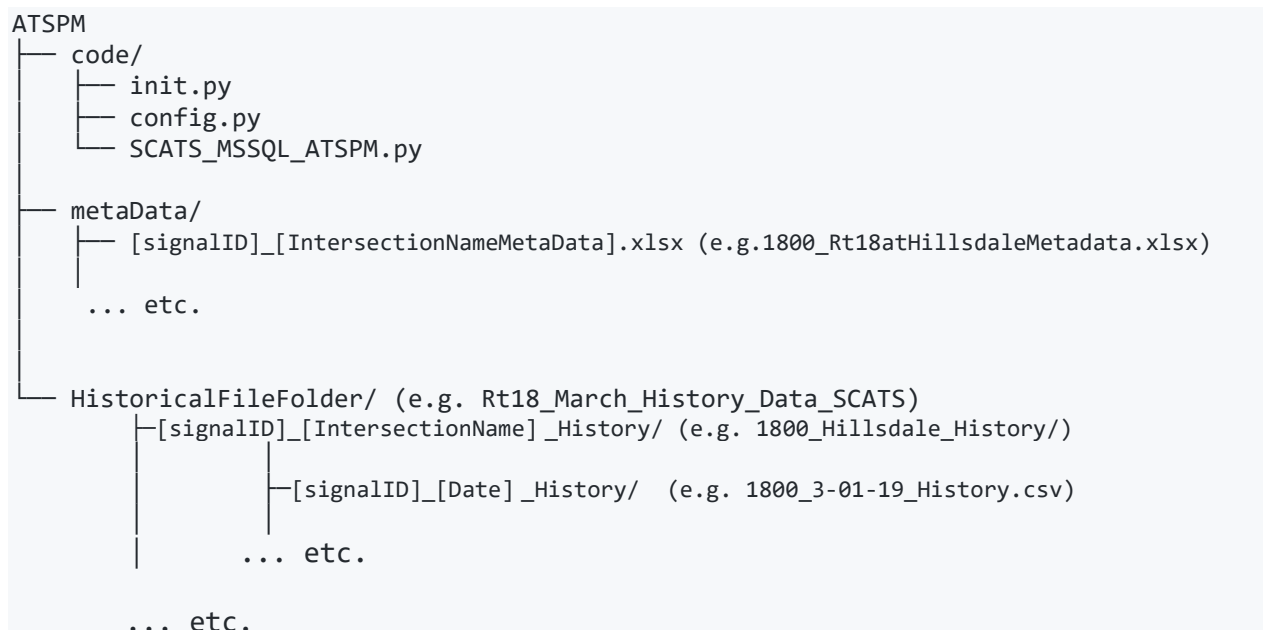 ATSPM
├── code/
│   ├── init.py
│   ├── config.py
│   └── SCATS_MSSQL_ATSPM.py
│
├── metaData/
│   ├── [signalID]_[IntersectionNameMetaData].xlsx (e.g.1800_Rt18atHillsdaleMetadata.xlsx)
│   │
│    ... etc.
│
│
└── HistoricalFileFolder/ (e.g. Rt18_March_History_Data_SCATS)
        ├─[signalID]_[IntersectionName]_History/ (e.g. 1800_Hillsdale_History/)
        │       │
        │       ├─[signalID]_[Date]_History/  (e.g. 1800_3-01-19_History.csv)
        │       │
        │      ... etc.

        ... etc.